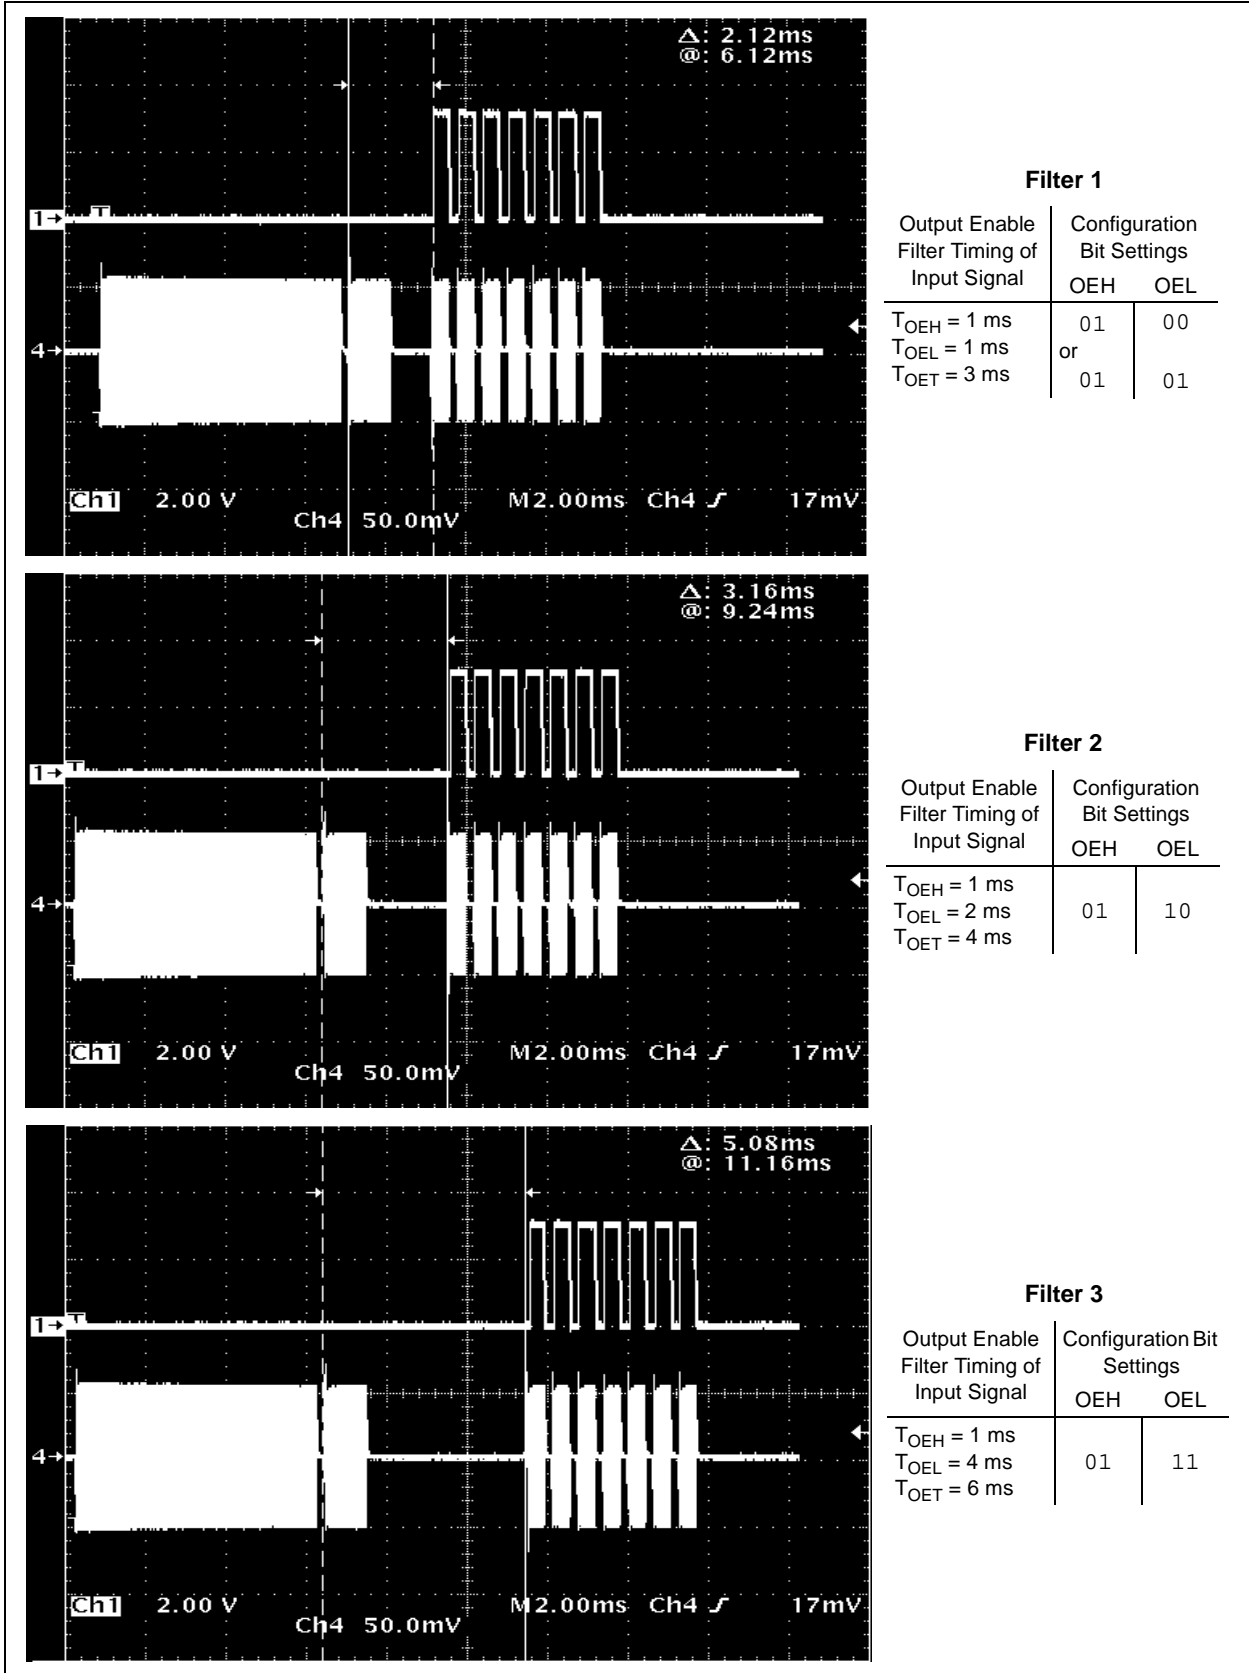 Δ: 2.12ms
@: 6.12ms
1→
T
4→
Ch1 2.00 V
Ch4 50.0mV
M2.00ms Ch4 ƒ 17mV
Filter 1
Output Enable Filter Timing of Input Signal
Configuration Bit Settings
OEH OEL
TOEH = 1 ms
TOEL = 1 ms
TOET = 3 ms
01 00
or
01 01
Δ: 3.16ms
@: 9.24ms
1→
T
4→
Ch1 2.00 V
Ch4 50.0mV
M2.00ms Ch4 ƒ 17mV
Filter 2
Output Enable Filter Timing of Input Signal
Configuration Bit Settings
OEH OEL
TOEH = 1 ms
TOEL = 2 ms
TOET = 4 ms
01 10
Δ: 5.08ms
@: 11.16ms
1→
T
4→
Ch1 2.00 V
Ch4 50.0mV
M2.00ms Ch4 ƒ 17mV
Filter 3
Output Enable Filter Timing of Input Signal
Configuration Bit Settings
OEH OEL
TOEH = 1 ms
TOEL = 4 ms
TOET = 6 ms
01 11